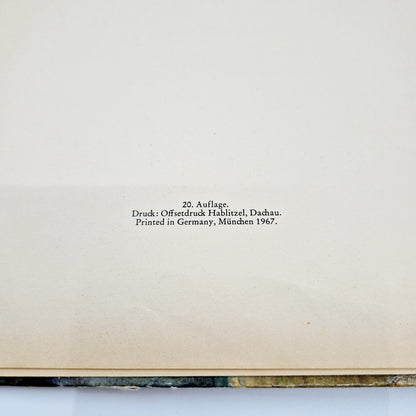 20. Auflage.
Druck: Offsetdruck Hablitzel, Dachau.
Printed in Germany, München 1967.